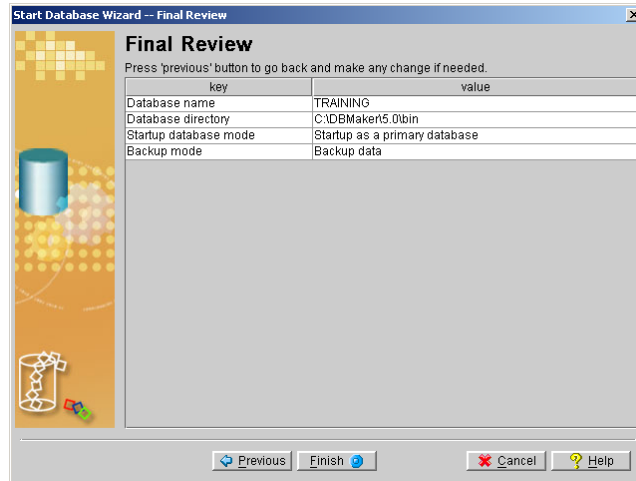 Start Database Wizard -- Final Review
Final Review
Press 'previous' button to go back and make any change if needed.
key value
Database name TRAINING
Database directory C:\DBMaker\5.0\bin
Startup database mode Startup as a primary database
Backup mode Backup data
Previous Finish Cancel Help